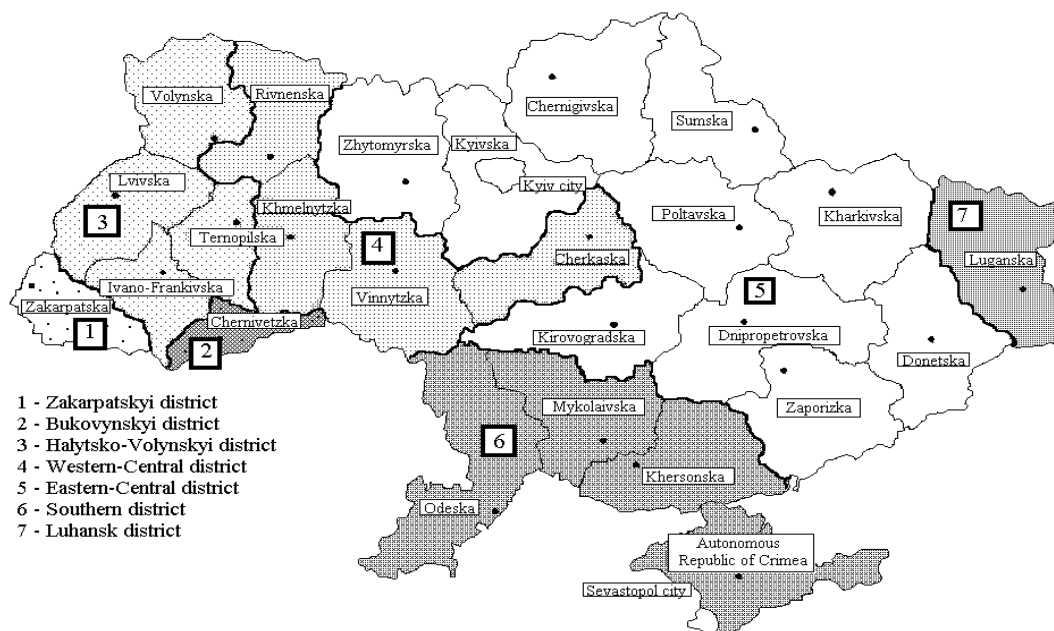 Volynska
Rivnenska
Chernigivska
Sumska
Zhytomyrska
Kyivska
Kyiv city
Lvivska
3
Khmelnytzka
Ternopilska
4
Cherkaska
Poltavska
Kharkivska
7
Luganska
Ivano-Frankivska
Vinnytzka
Zakarpatska
1
Chernivetzka
2
5
Kirovogradska
Dnipropetrovska
Donetska
Zaporizka
Mykolaivska
6
Khersonska
Odeska
Autonomous
Republic of Crimea
Sevastopol city
1 - Zakarpatskyi district
2 - Bukovynskyi district
3 - Halytsko-Volynskyi district
4 - Western-Central district
5 - Eastern-Central district
6 - Southern district
7 - Luhansk district